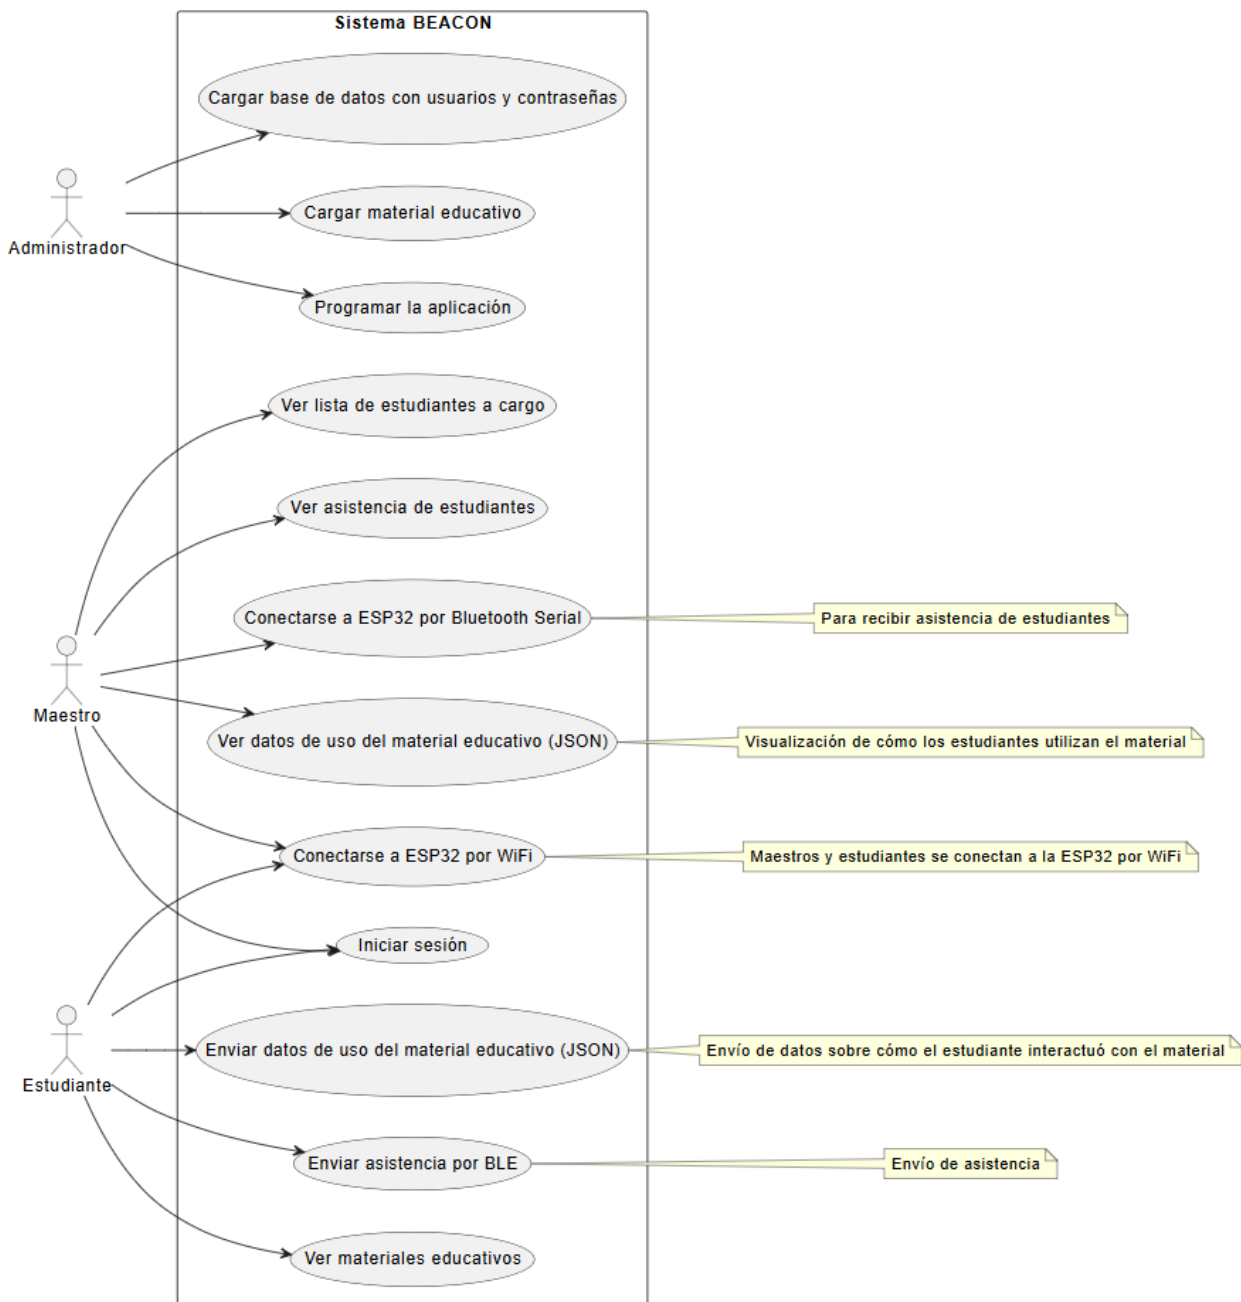 Sistema BEACON
Cargar base de datos con usuarios y contraseñas
Cargar material educativo
Administrador
Programar la aplicación
Ver lista de estudiantes a cargo
Ver asistencia de estudiantes
Conectarse a ESP32 por Bluetooth Serial
Para recibir asistencia de estudiantes
Maestro
Ver datos de uso del material educativo (JSON)
Visualización de cómo los estudiantes utilizan el material
Conectarse a ESP32 por WiFi
Maestros y estudiantes se conectan a la ESP32 por WiFi
Iniciar sesión
Enviar datos de uso del material educativo (JSON)
Envío de datos sobre cómo el estudiante interactuó con el material
Estudiante
Enviar asistencia por BLE
Envío de asistencia
Ver materiales educativos